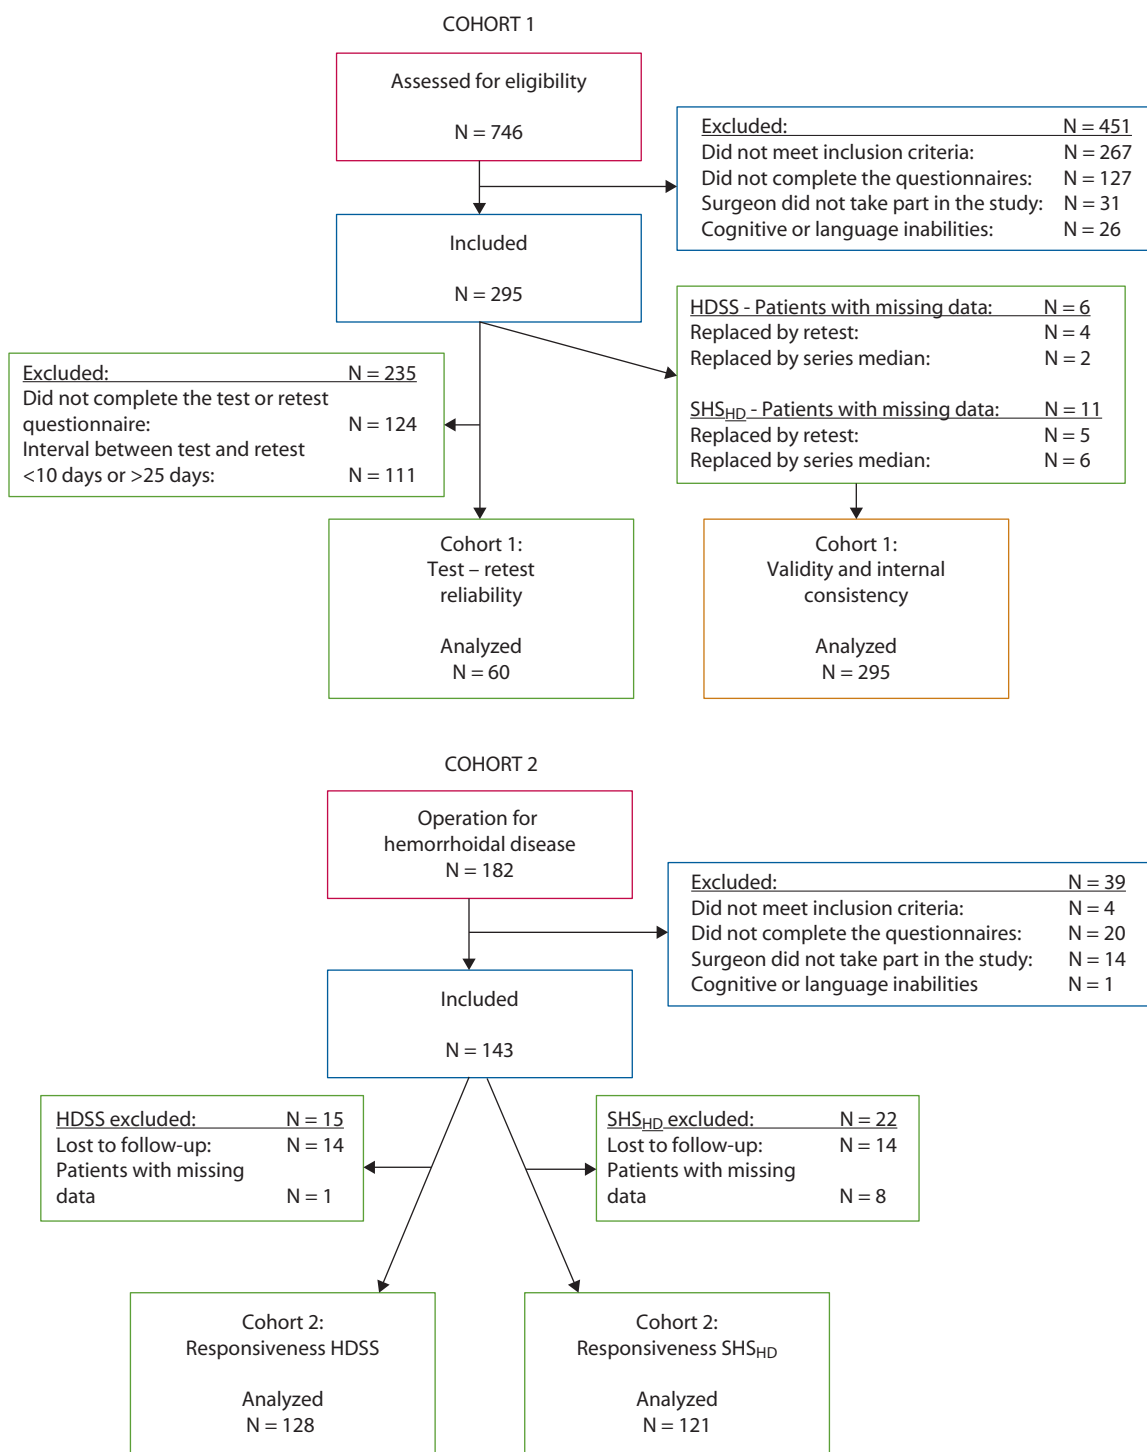 COHORT 1
Assessed for eligibility
N = 746
Excluded: N = 451
Did not meet inclusion criteria: N = 267
Did not complete the questionnaires: N = 127
Surgeon did not take part in the study: N = 31
Cognitive or language inabilities: N = 26
Included
N = 295
HDSS - Patients with missing data: N = 6
Replaced by retest: N = 4
Replaced by series median: N = 2
SHSHD - Patients with missing data: N = 11
Replaced by retest: N = 5
Replaced by series median: N = 6
Excluded: N = 235
Did not complete the test or retest
questionnaire: N = 124
Interval between test and retest
<10 days or >25 days: N = 111
Cohort 1:
Test – retest
reliability
Analyzed
N = 60
Cohort 1:
Validity and internal
consistency
Analyzed
N = 295
COHORT 2
Operation for
hemorrhoidal disease
N = 182
Excluded: N = 39
Did not meet inclusion criteria: N = 4
Did not complete the questionnaires: N = 20
Surgeon did not take part in the study: N = 14
Cognitive or language inabilities N = 1
Included
N = 143
HDSS excluded: N = 15
Lost to follow-up: N = 14
Patients with missing
data N = 1
SHSHD excluded: N = 22
Lost to follow-up: N = 14
Patients with missing
data N = 8
Cohort 2:
Responsiveness HDSS
Analyzed
N = 128
Cohort 2:
Responsiveness SHSHD
Analyzed
N = 121